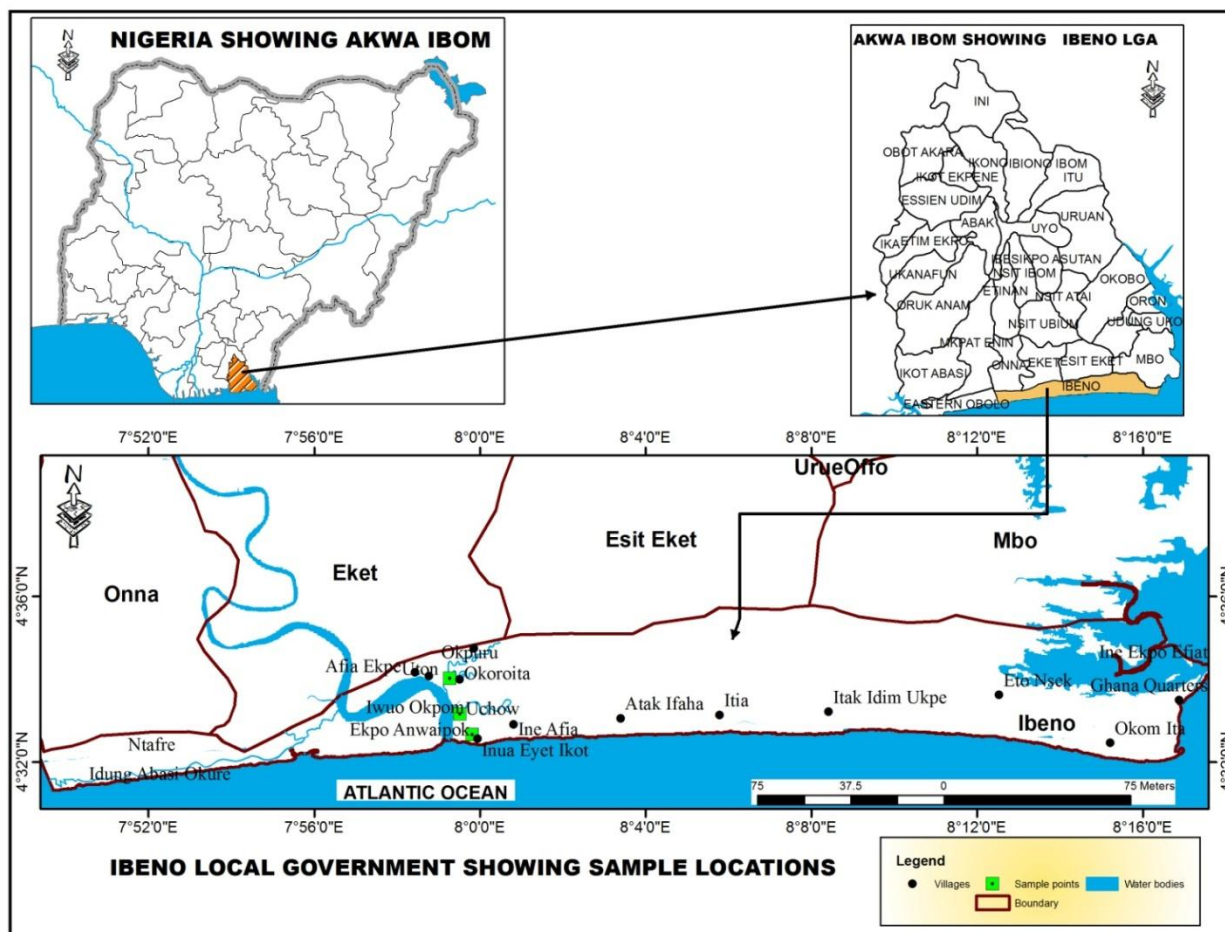 NIGERIA SHOWING AKWA IBOM
N
AKWA IBOM SHOWING IBENO LGA
N
INI
OBOT AKARA
IKONO
IBIONO IBOM
IKOT EKPENE
ITU
ESSIEN UDIM
URUAN
ABAK
UYO
IKA
ETIM EKPO
IBESIKPO ASUTAN
UKANAFUN
NSIT IBOM
OKOBO
ETINAN
ORUK ANAM
NSIT ATAI
ORON
NSIT UBIUM
UDUNG UKO
MKPAT ENIN
IKOT ABASI
ONNA
EKET
ESIT EKET
MBO
IBENO
EASTERN OBOLO
7°52'0"E 7°56'0"E 8°0'0"E 8°4'0"E 8°8'0"E 8°12'0"E 8°16'0"E
N
UrueOffo
Esit Eket
Mbo
Eket
Onna
4°36'0"N
4°36'0"N
Okpuru
Afia Ekpe
Uton
Okoroita
Ine Ekpo Efiat
Eto Nsek
Ghana Quarters
Iwuo Okpom
Uchow
Atak Ifaha
Itia
Itak Idim Ukpe
Ekpo Anwaipok
Ine Afia
Ibeno
Okom Ita
Ntafre
Inua Eyet Ikot
Idung Abasi Okure
4°32'0"N
4°32'0"N
ATLANTIC OCEAN
75 37.5 0 75 Meters
7°52'0"E 7°56'0"E 8°0'0"E 8°4'0"E 8°8'0"E 8°12'0"E 8°16'0"E
IBENO LOCAL GOVERNMENT SHOWING SAMPLE LOCATIONS
Legend
Villages
Sample points
Water bodies
Boundary